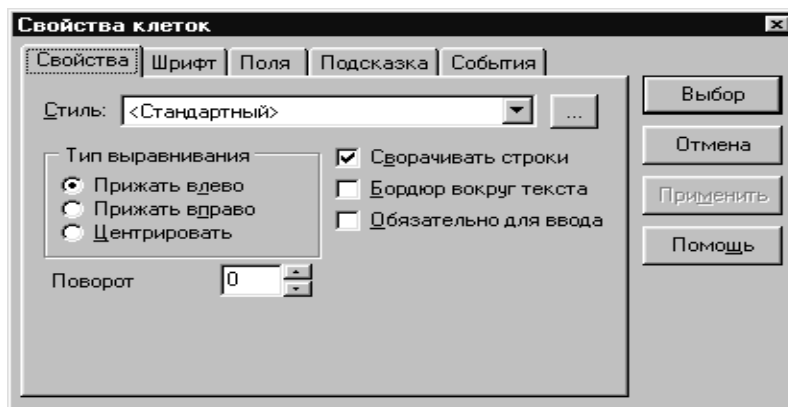 Свойства клеток
Свойства Шрифт Поля Подсказка События
Стиль: <Стандартный> ...
Тип выравнивания
Прижать влево
Прижать вправо
Центрировать
Сворачивать строки
Бордюр вокруг текста
Обязательно для ввода
Поворот 0
Выбор
Отмена
Применить
Помощь